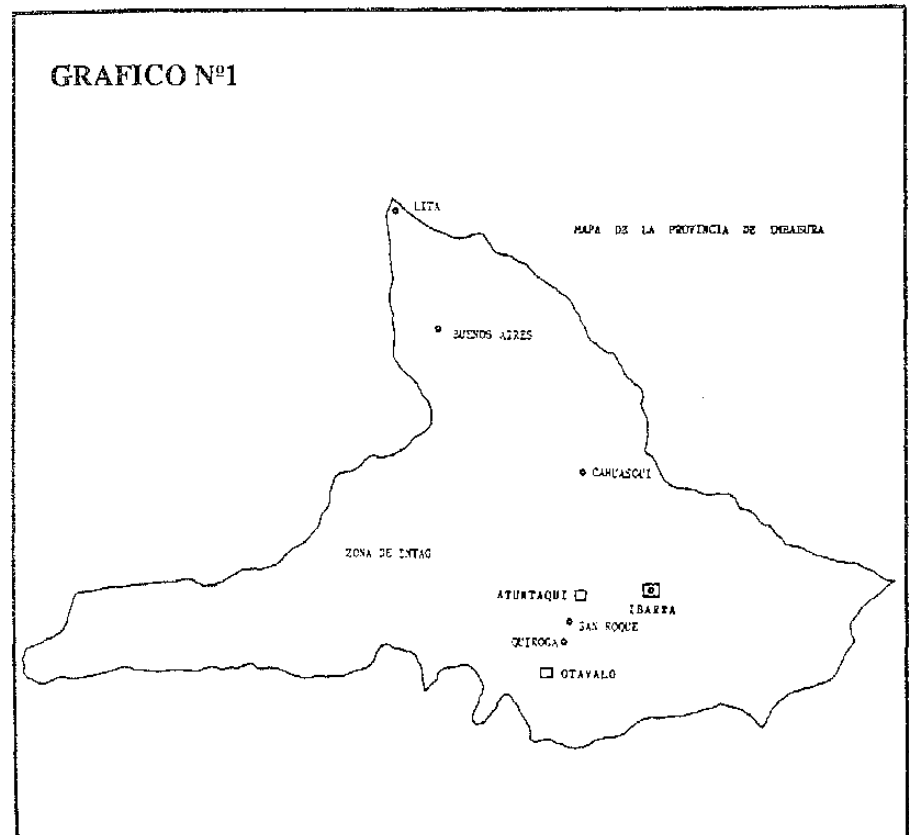 GRAFICO Nº1
LITA
MAPA DE LA PROVINCIA DE IMBABURA
BUENOS AIRES
CAHUASQUI
ZONA DE INTAG
ATUNTAQUI
IBARRA
SAN ROQUE
QUIROGA
OTAVALO